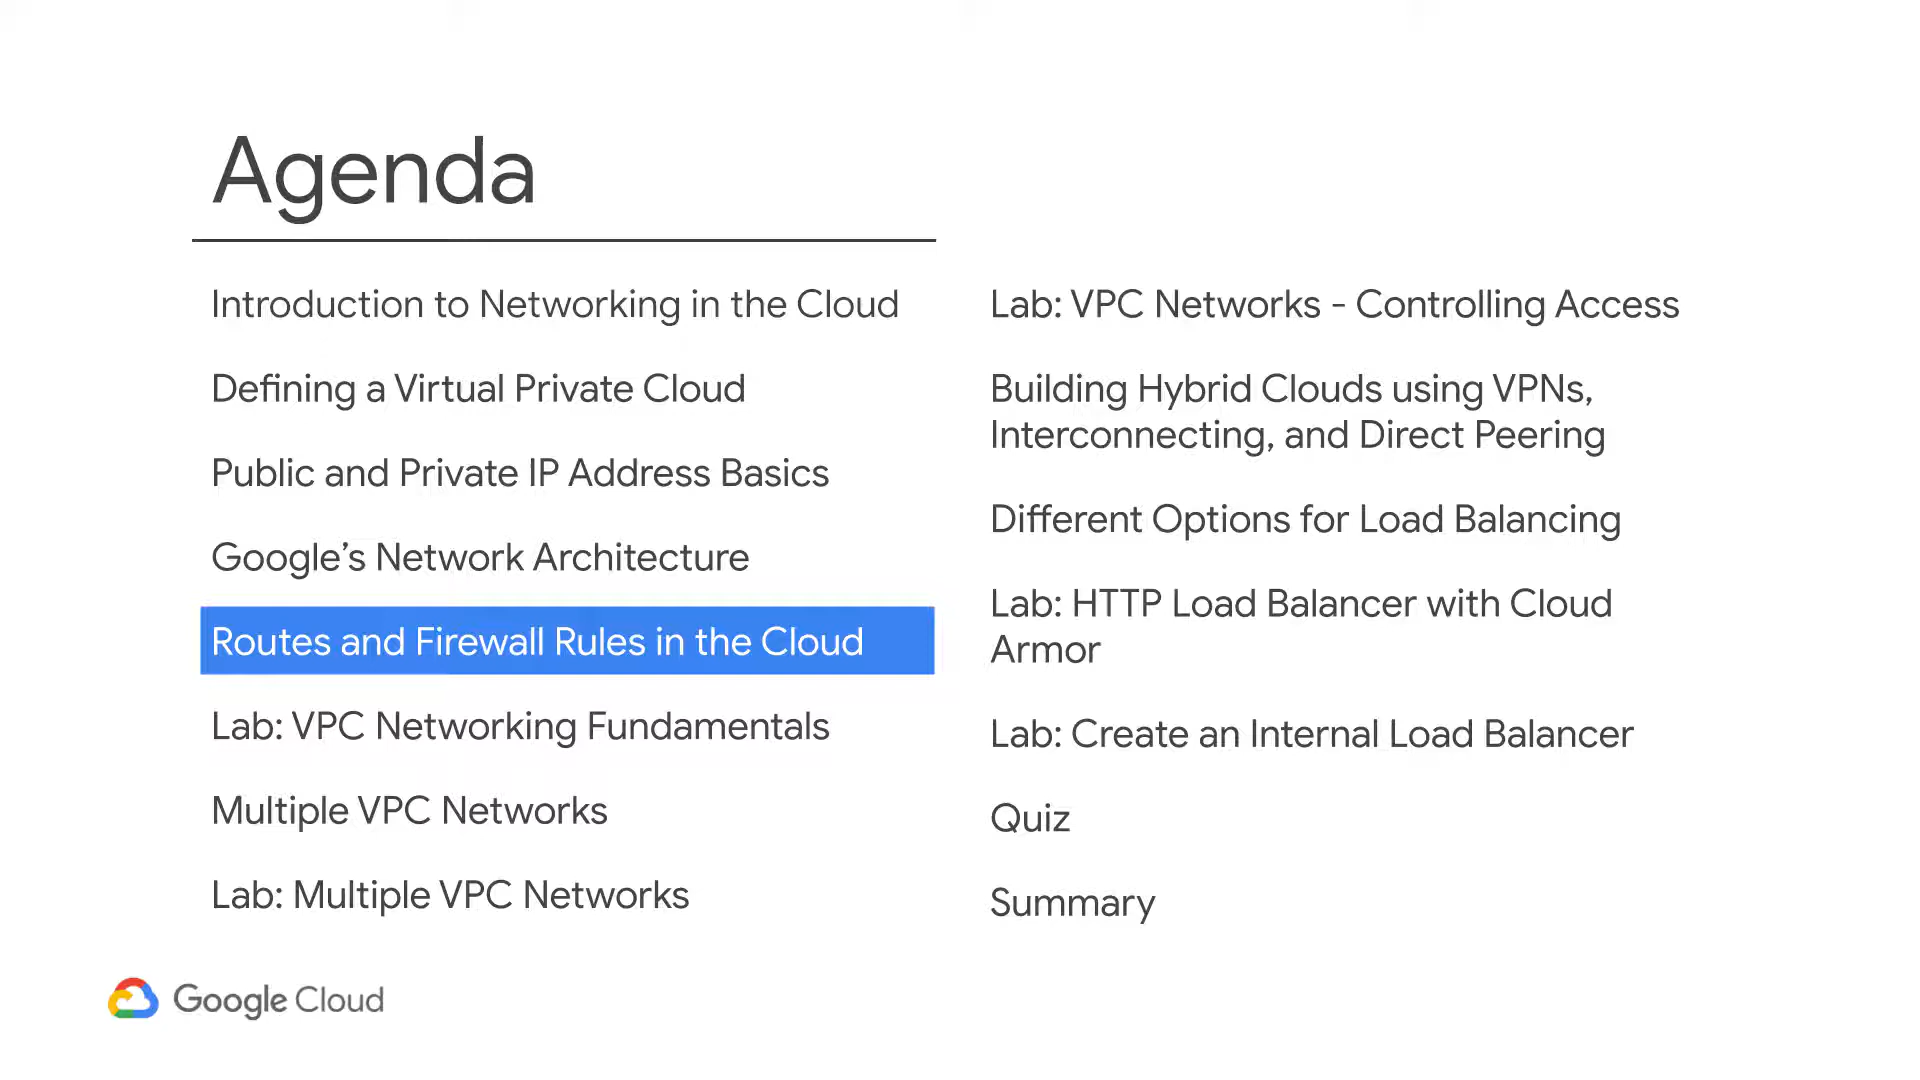 Agenda
Introduction to Networking in the Cloud
Defining a Virtual Private Cloud
Public and Private IP Address Basics
Google’s Network Architecture
Routes and Firewall Rules in the Cloud
Lab: VPC Networking Fundamentals
Multiple VPC Networks
Lab: Multiple VPC Networks
Lab: VPC Networks - Controlling Access
Building Hybrid Clouds using VPNs,
Interconnecting, and Direct Peering
Different Options for Load Balancing
Lab: HTTP Load Balancer with Cloud
Armor
Lab: Create an Internal Load Balancer
Quiz
Summary
Google Cloud